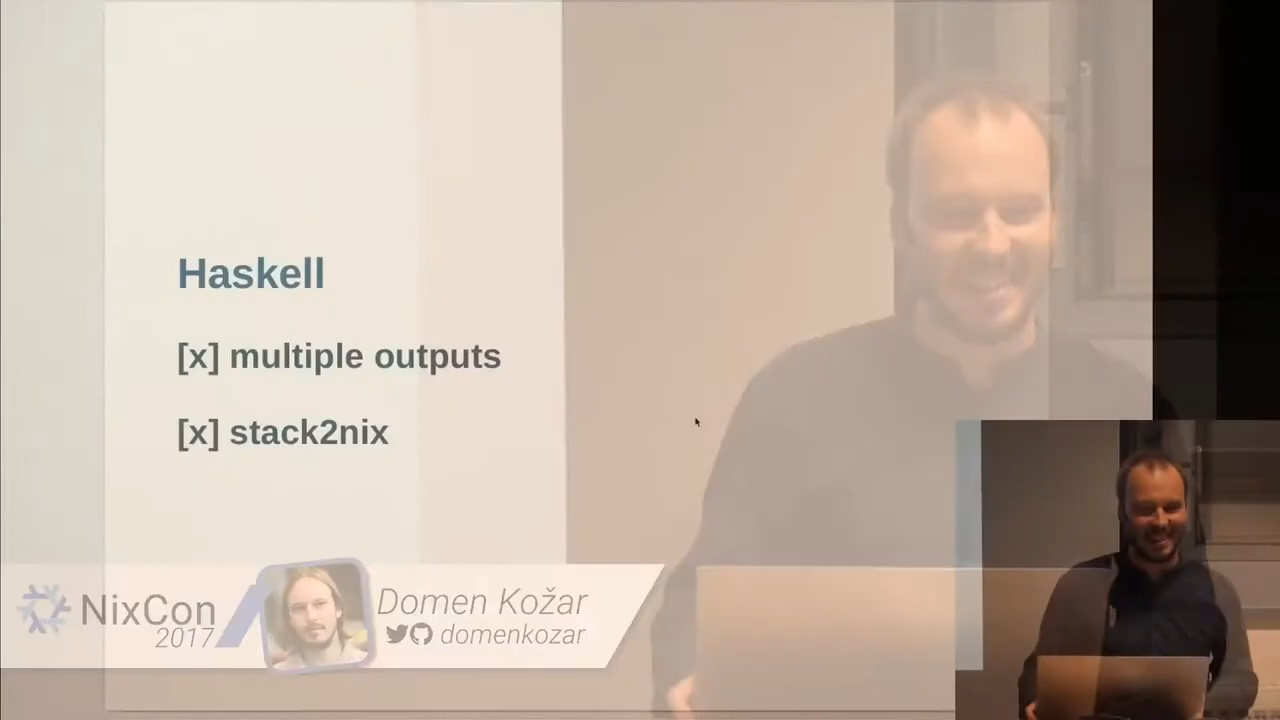 Haskell
[x] multiple outputs
[x] stack2nix
NixCon
2017
Domen Kožar
domenkozar